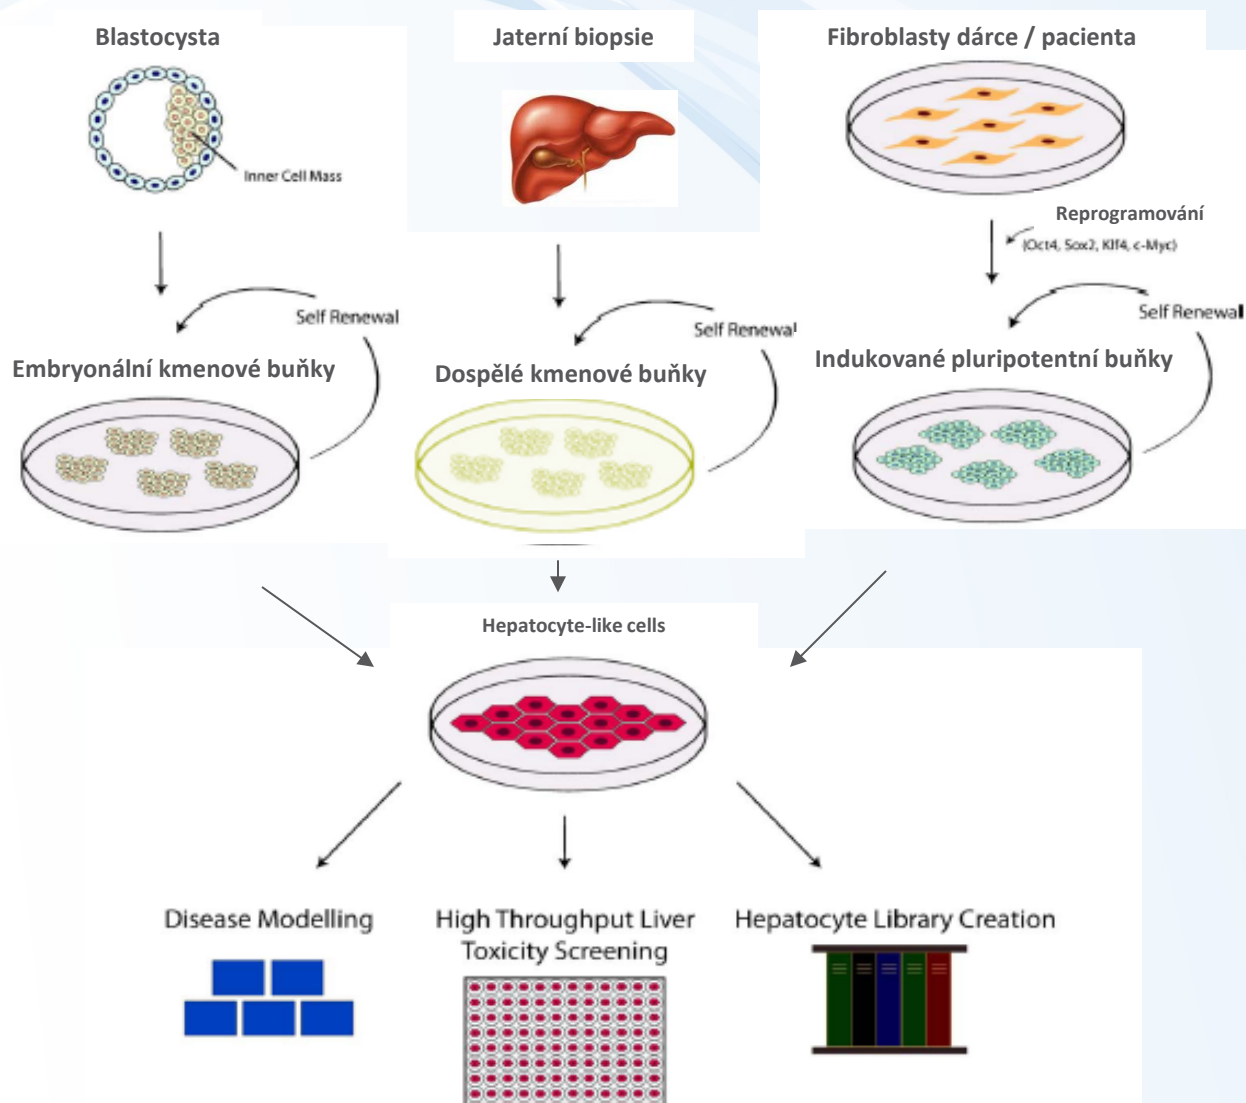 Blastocysta
Jaterní biopsie
Fibroblasty dárce / pacienta
Inner Cell Mass
Reprogramování
(Oct4, Sox2, Klf4, c-Myc)
Self Renewal
Self Renewal
Self Renewal
Embryonální kmenové buňky
Dospělé kmenové buňky
Indukované pluripotentní buňky
Hepatocyte-like cells
Disease Modelling
High Throughput Liver
Toxicity Screening
Hepatocyte Library Creation